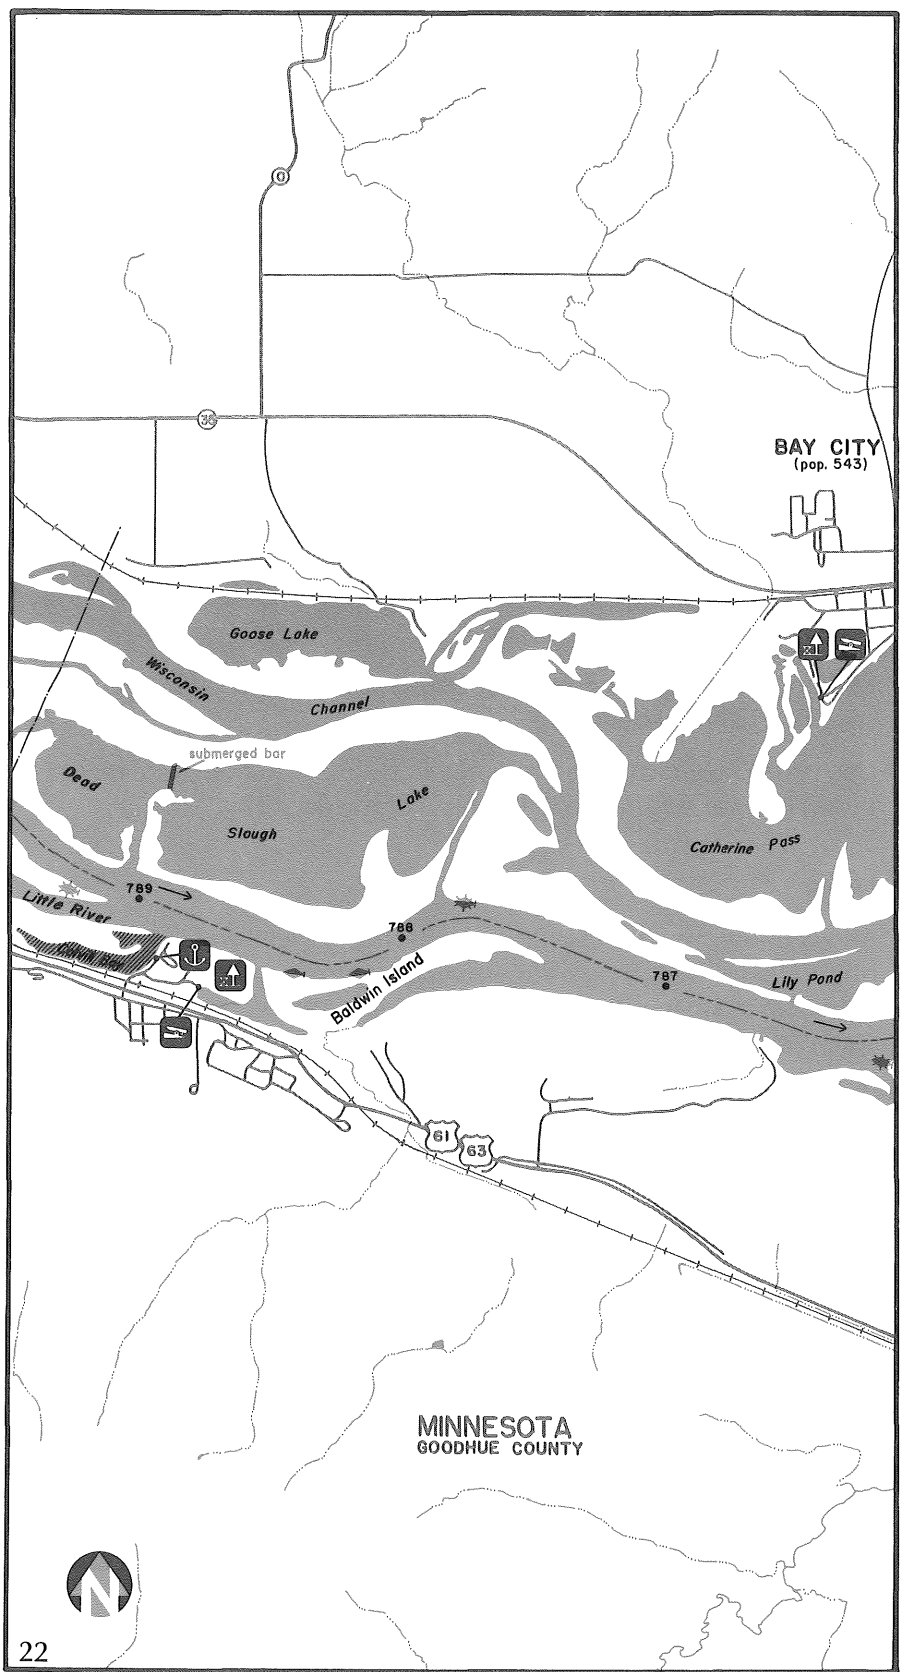 0
35
BAY CITY
(pop. 543)
Goose Lake
Wisconsin
Channel
submerged bar
Dead
Lake
Slough
Catherine Pass
789
Little River
788
787
Lily Pond
Baldwin Island
61
63
MINNESOTA
GOODHUE COUNTY
N
22